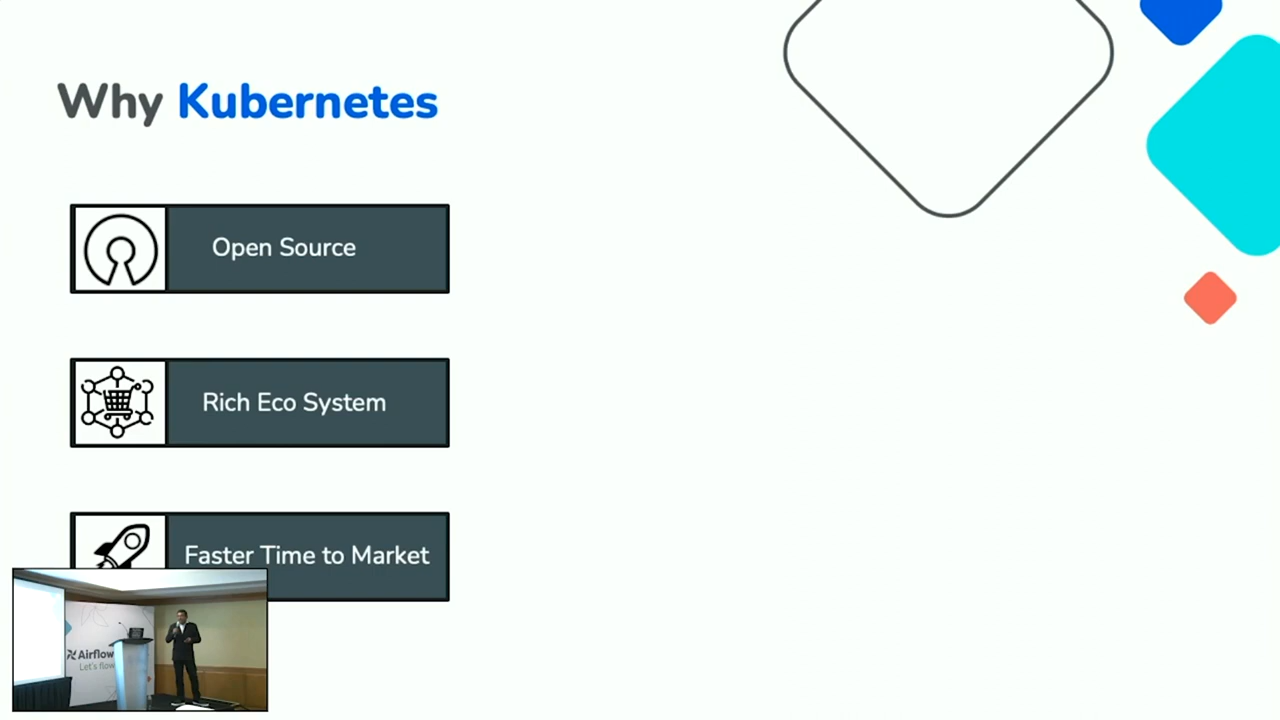 Why Kubernetes
Open Source
Rich Eco System
Faster Time to Market
Airflow
Let's flow